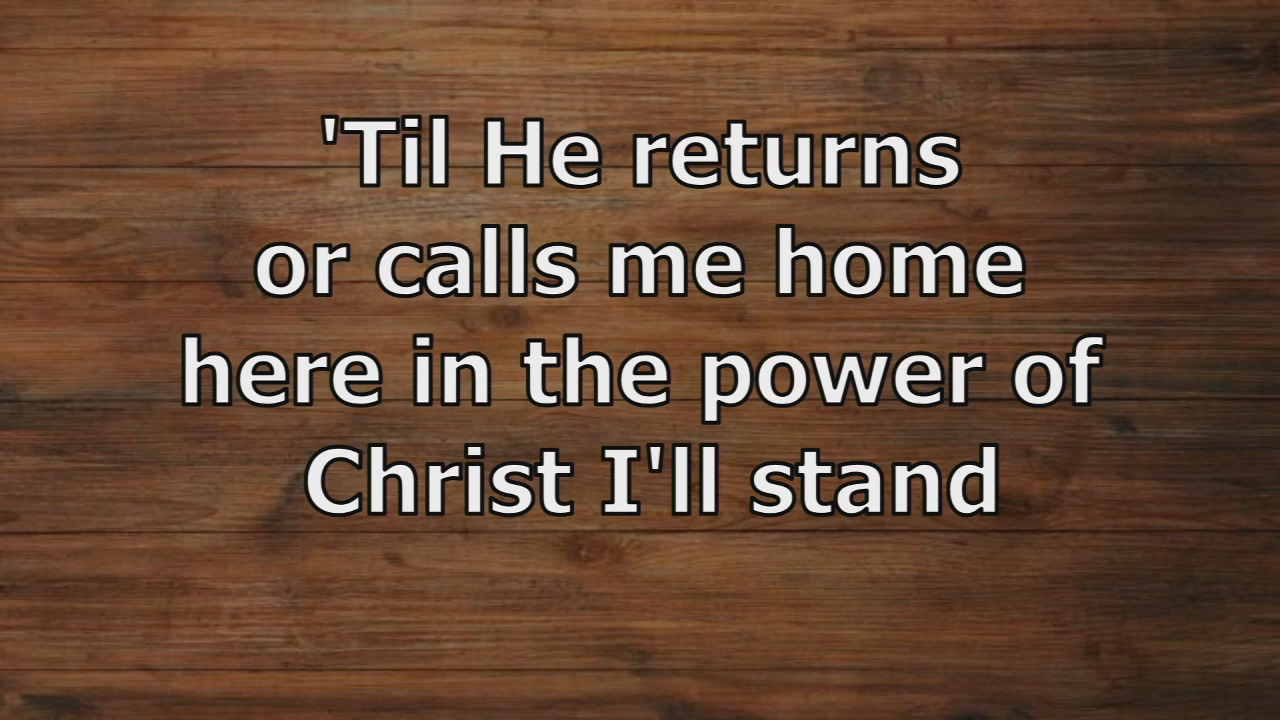 'Til He returns
or calls me home
here in the power of
Christ I'll stand